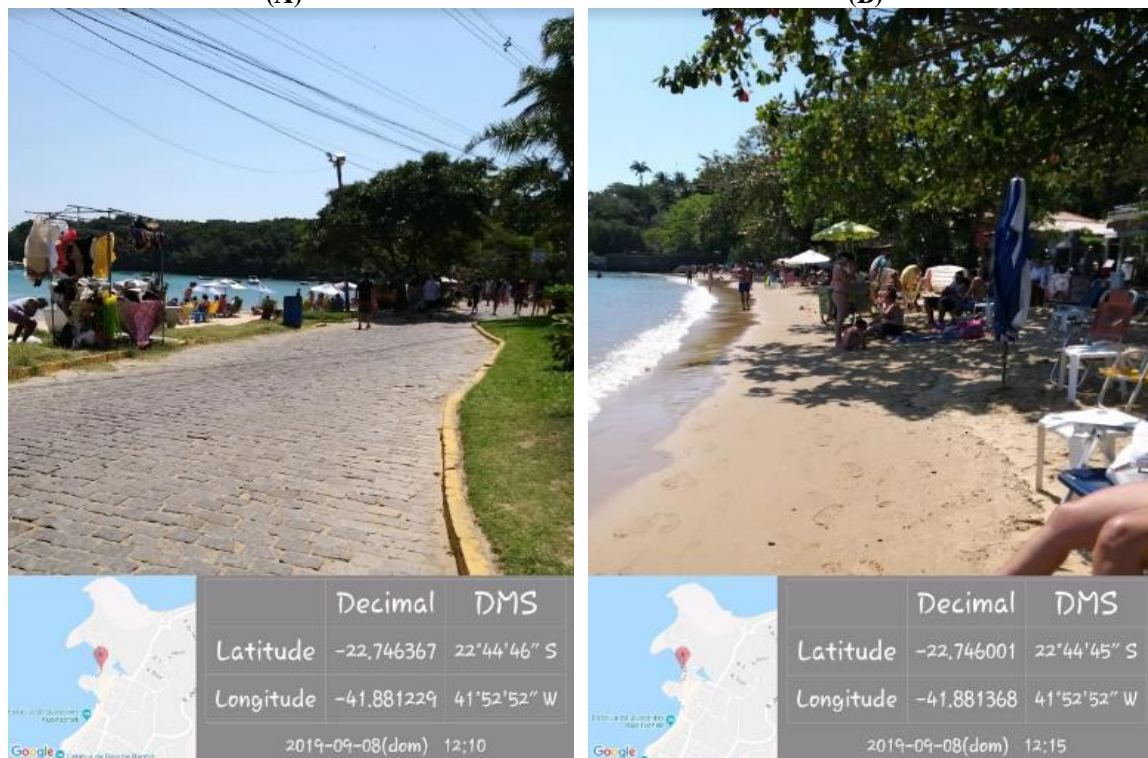 (A)
(B)
Decimal DMS
Latitude -22.746367 22°44'46" S
Longitude -41.881229 41°52'52" W
2019-09-08(dom) 12:10
Google
Decimal DMS
Latitude -22.746001 22°44'45" S
Longitude -41.881368 41°52'52" W
2019-09-08(dom) 12:15
Google